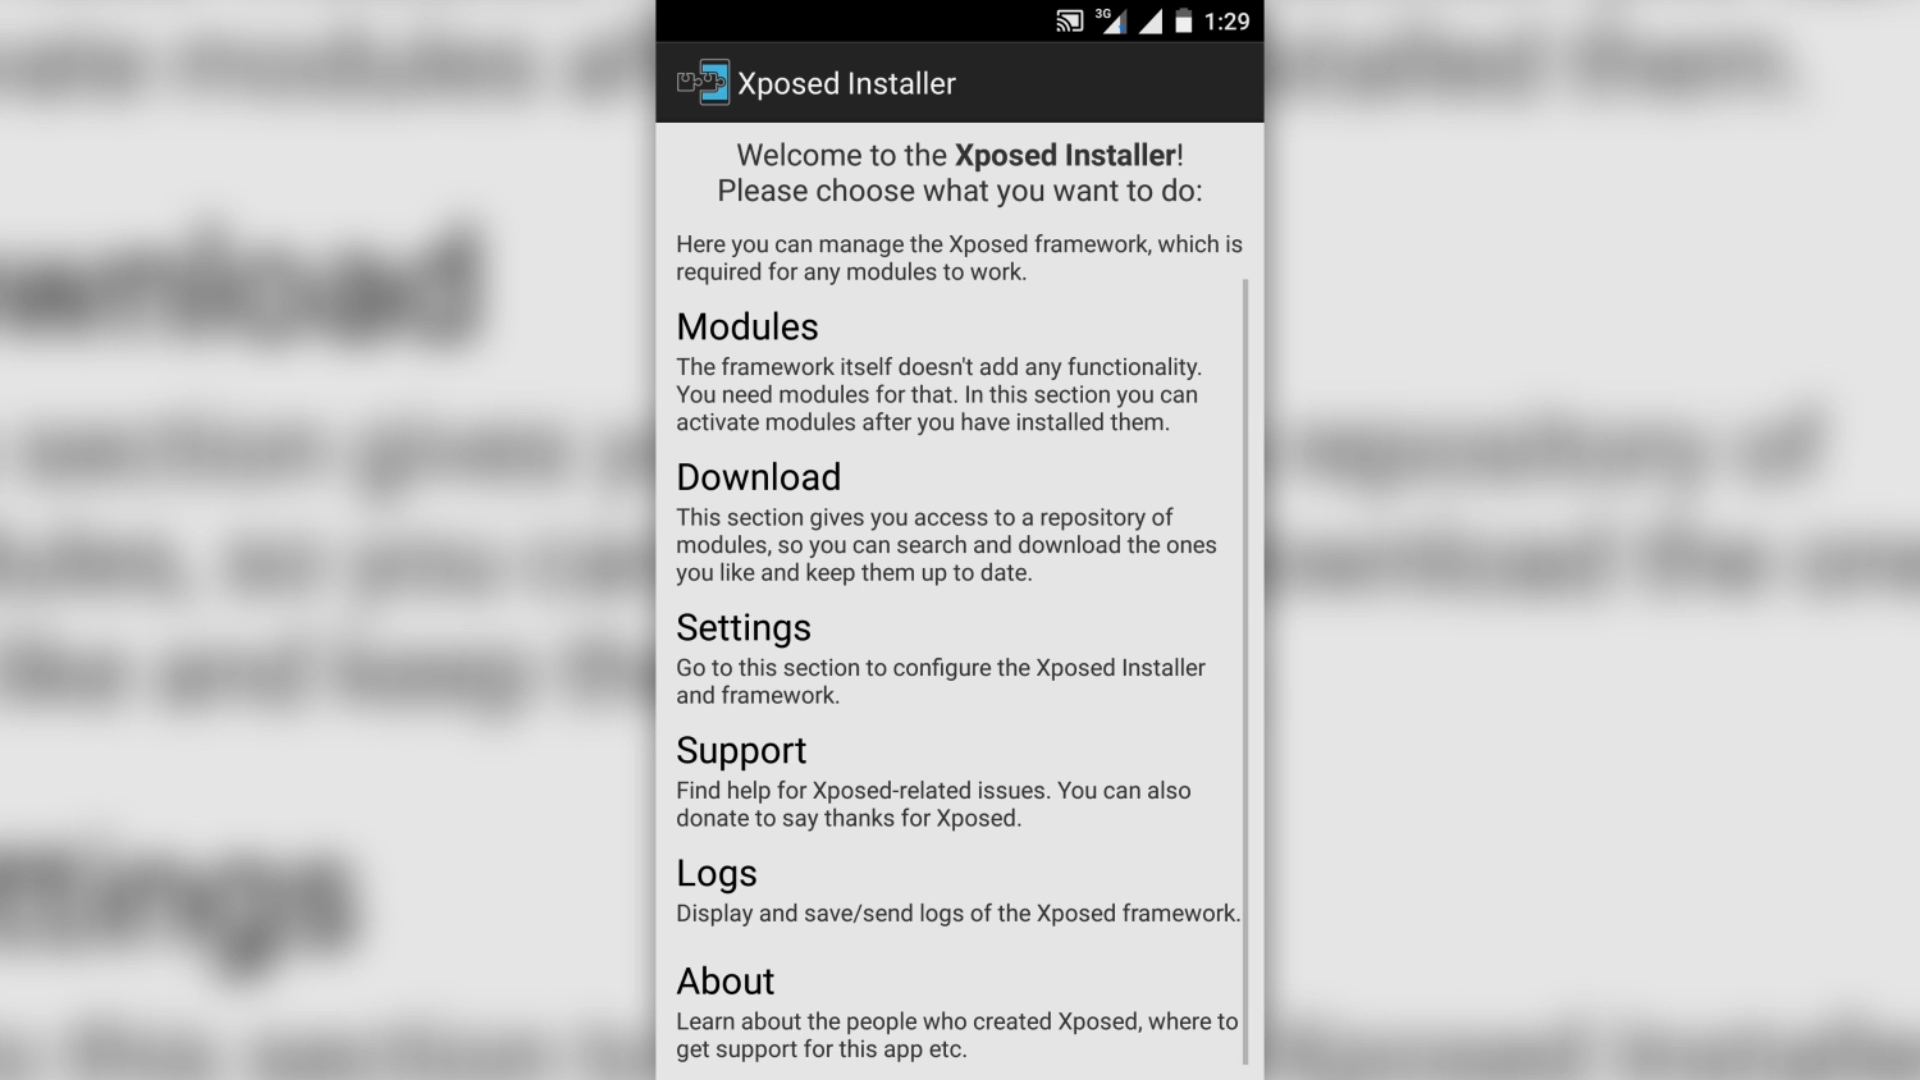 3G 1:29
Xposed Installer
Welcome to the Xposed Installer!
Please choose what you want to do:
Here you can manage the Xposed framework, which is
required for any modules to work.
Modules
The framework itself doesn't add any functionality.
You need modules for that. In this section you can
activate modules after you have installed them.
Download
This section gives you access to a repository of
modules, so you can search and download the ones
you like and keep them up to date.
Settings
Go to this section to configure the Xposed Installer
and framework.
Support
Find help for Xposed-related issues. You can also
donate to say thanks for Xposed.
Logs
Display and save/send logs of the Xposed framework.
About
Learn about the people who created Xposed, where to
get support for this app etc.